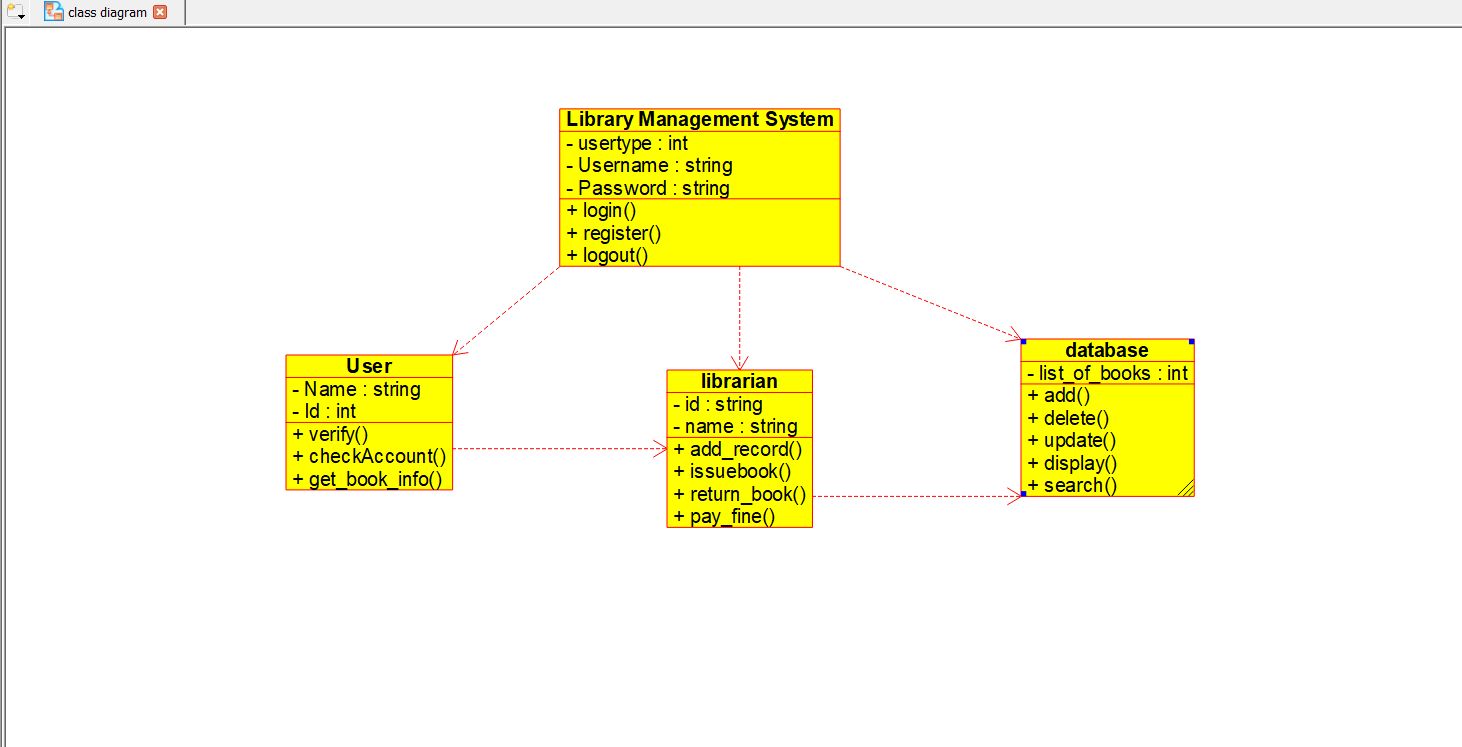 class diagram
Library Management System
- usertype : int
- Username : string
- Password : string
+ login()
+ register()
+ logout()
User
- Name : string
- Id : int
+ verify()
+ checkAccount()
+ get_book_info()
librarian
- id : string
- name : string
+ add_record()
+ issuebook()
+ return_book()
+ pay_fine()
database
- list_of_books : int
+ add()
+ delete()
+ update()
+ display()
+ search()